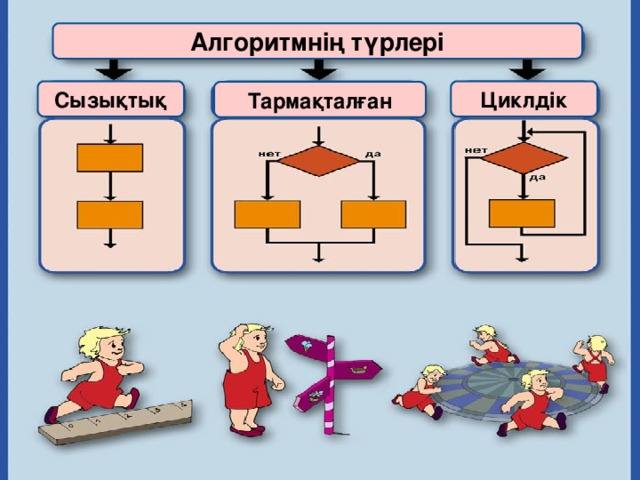 Алгоритмнің түрлері
Сызықтық
Тармақталған
Циклдік
нет
да
нет
да